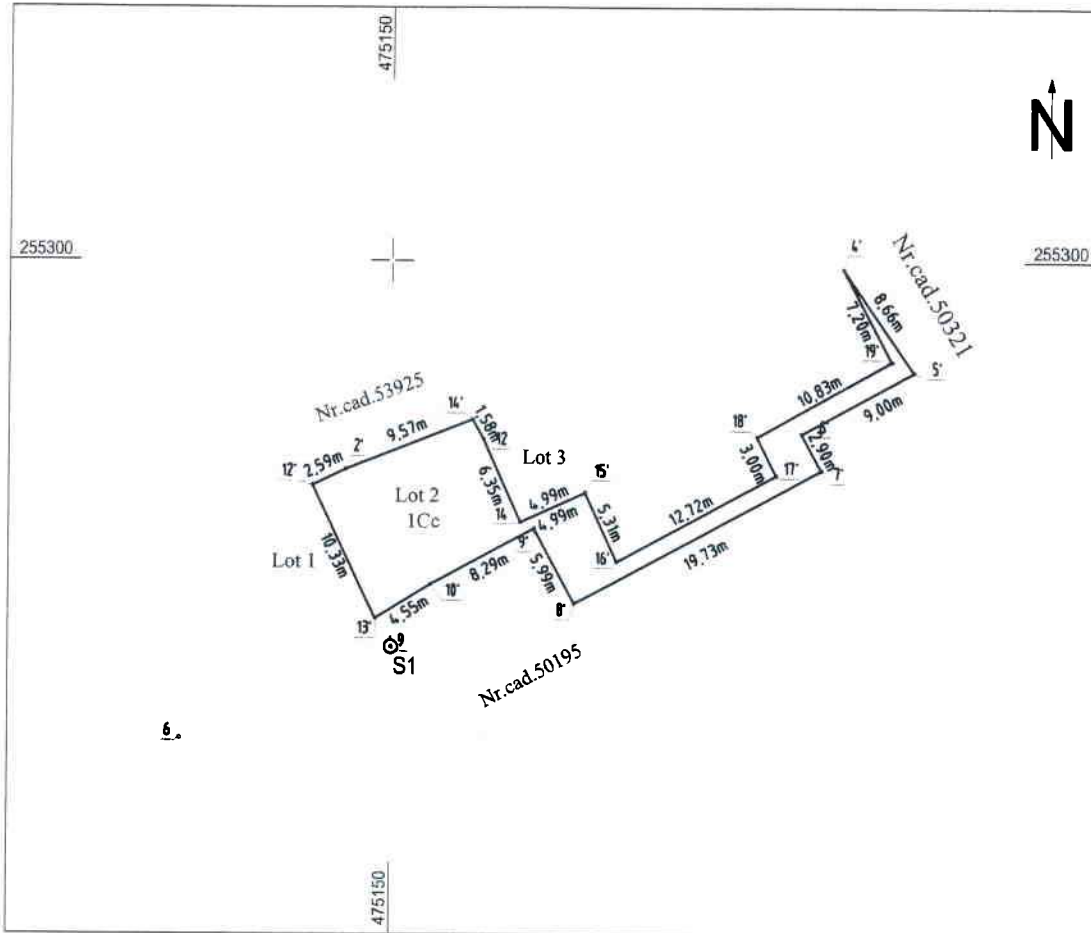 475150
N
255300
255300
4'
Nr.cad.50321
8.66m
7.20m
19'
5'
10.83m
9.00m
Nr.cad.53925
14'
1.58m
12
9.57m
2'
18'
2.90m
3.00m
17'
7'
12'
2.59m
Lot 3
15'
6.35m
4.99m
Lot 2
1Cc
14
4.99m
5.31m
12.72m
9'
19.73m
10.33m
Lot 1
8.29m
16'
5.99m
10'
8'
4.55m
13'
9
S1
Nr.cad.50195
6
475150